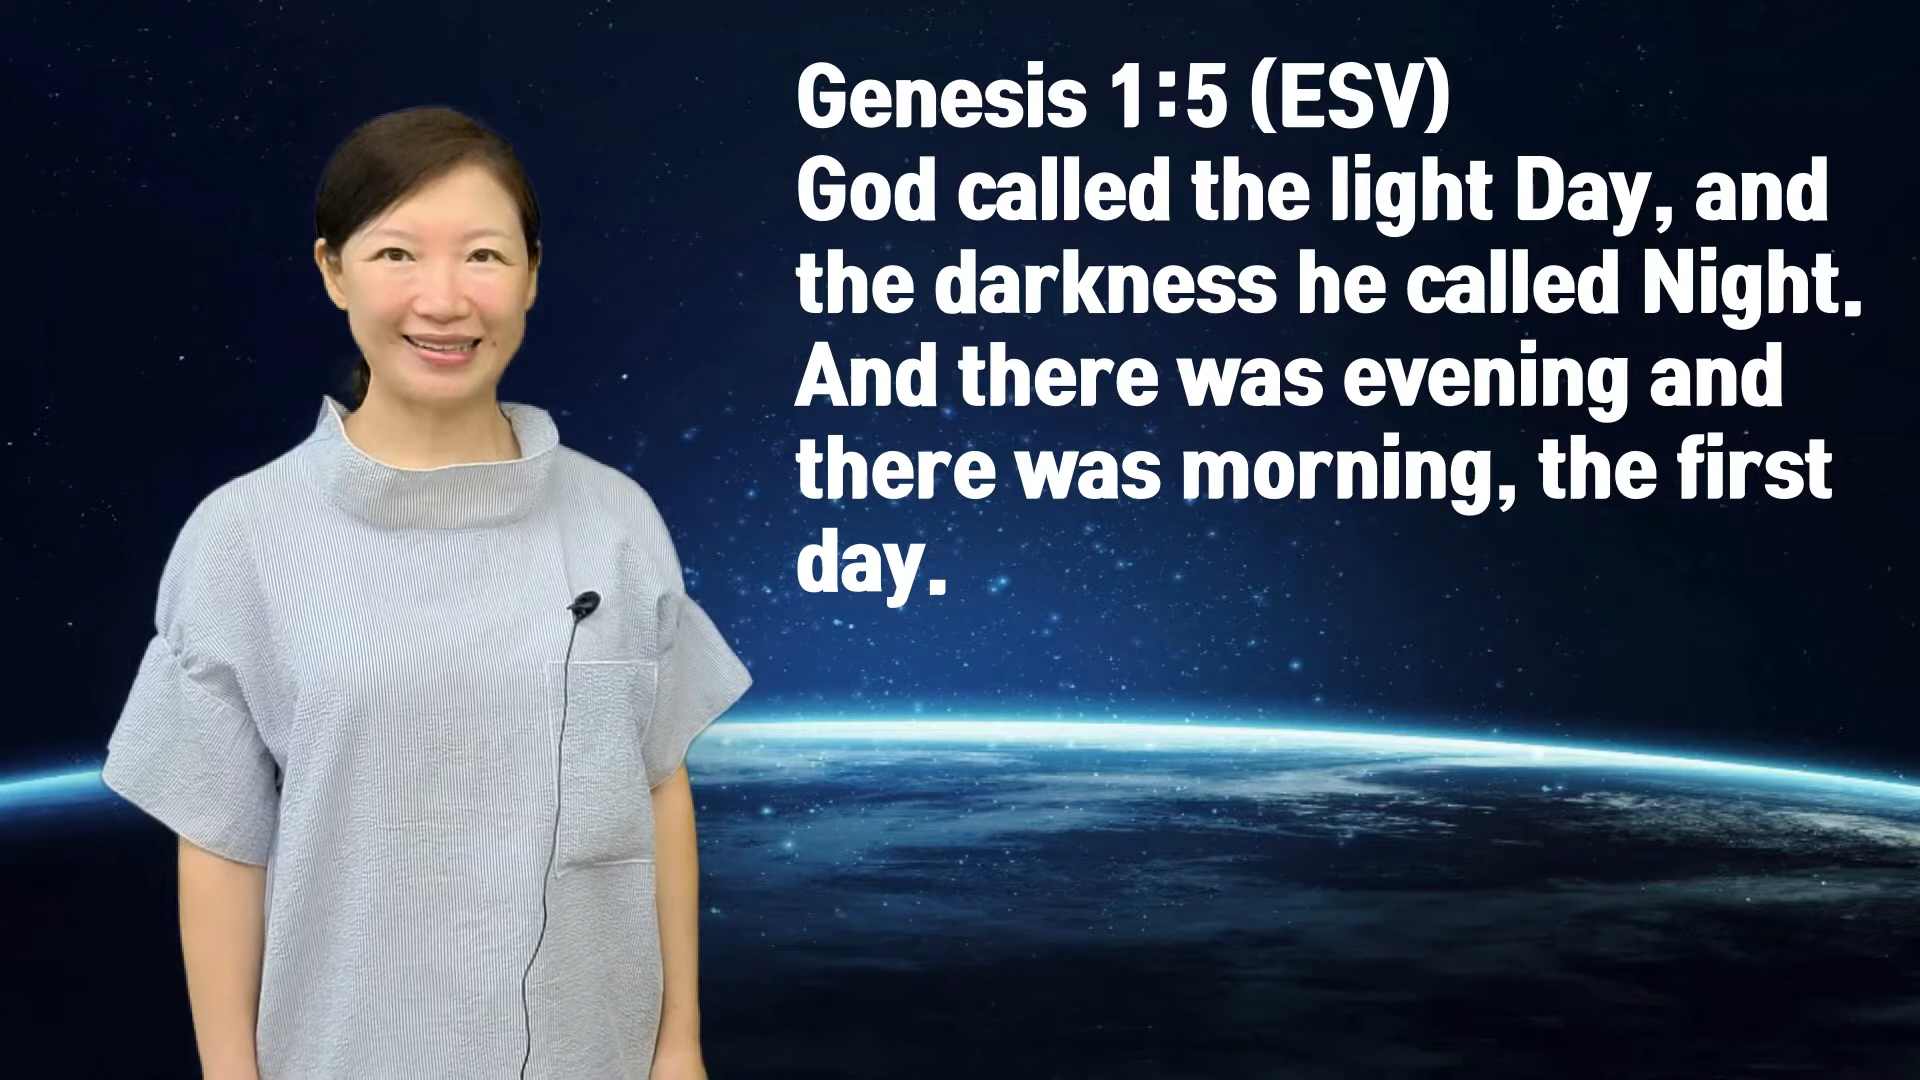 Genesis 1:5 (ESV)
God called the light Day, and
the darkness he called Night.
And there was evening and
there was morning, the first
day.